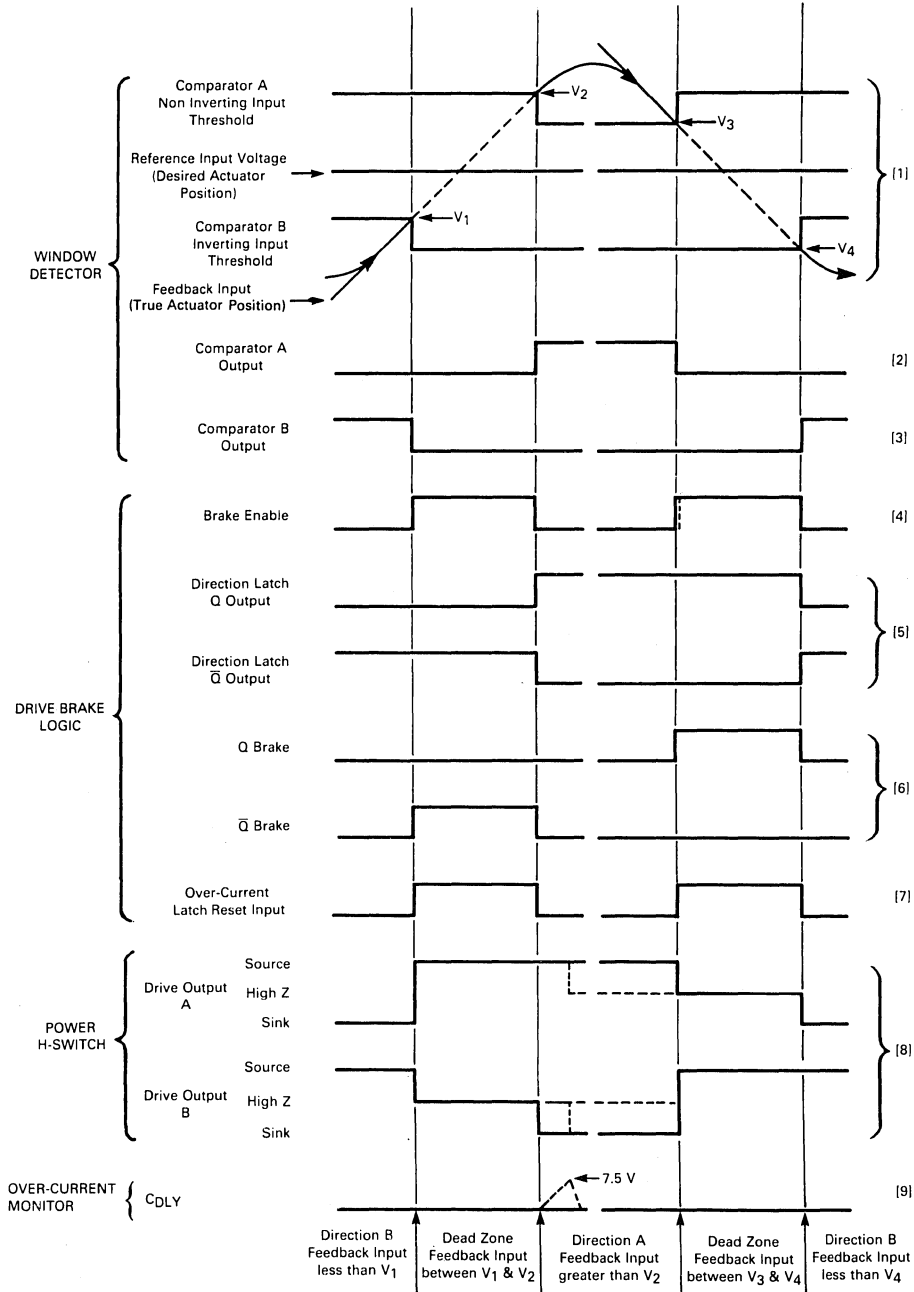 Comparator A
Non Inverting Input
Threshold
V2
V3
Reference Input Voltage
(Desired Actuator
Position)
[1]
V1
Comparator B
Inverting Input
Threshold
V4
WINDOW
DETECTOR
Feedback Input
(True Actuator Position)
Comparator A
Output
[2]
Comparator B
Output
[3]
Brake Enable
[4]
Direction Latch
Q Output
[5]
Direction Latch
Q̅ Output
DRIVE BRAKE
LOGIC
Q Brake
[6]
Q̅ Brake
Over-Current
Latch Reset Input
[7]
Source
Drive Output
A
High Z
Sink
POWER
H-SWITCH
[8]
Source
Drive Output
B
High Z
Sink
7.5 V
OVER-CURRENT
MONITOR
CDLY
[9]
Direction B
Feedback Input
less than V1
Dead Zone
Feedback Input
between V1 & V2
Direction A
Feedback Input
greater than V2
Dead Zone
Feedback Input
between V3 & V4
Direction B
Feedback Input
less than V4